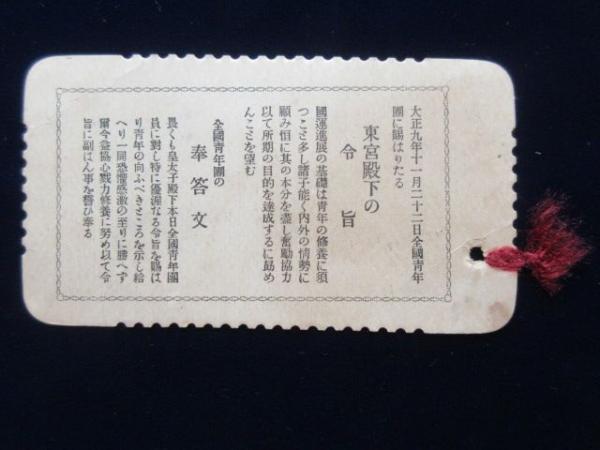 大正九年十一月二十二日全國青年
團に賜はりたる
東宮殿下の
令旨
國運進展の基礎は青年の修養に須
つこと多し諸子能く内外の情勢に
顧み恒に其の本分を盡し奮勵協力
以て所期の目的を達成するに勗め
んことを望む
全國青年團の
奉答文
畏くも皇太子殿下本日全國青年團
員に對し特に優渥なる令旨を賜は
り青年の向ふべきところを示し給
へり一同恐懼感激の至りに勝へず
爾今益協心戮力修養に努め以て令
旨に副はん事を誓ひ奉る